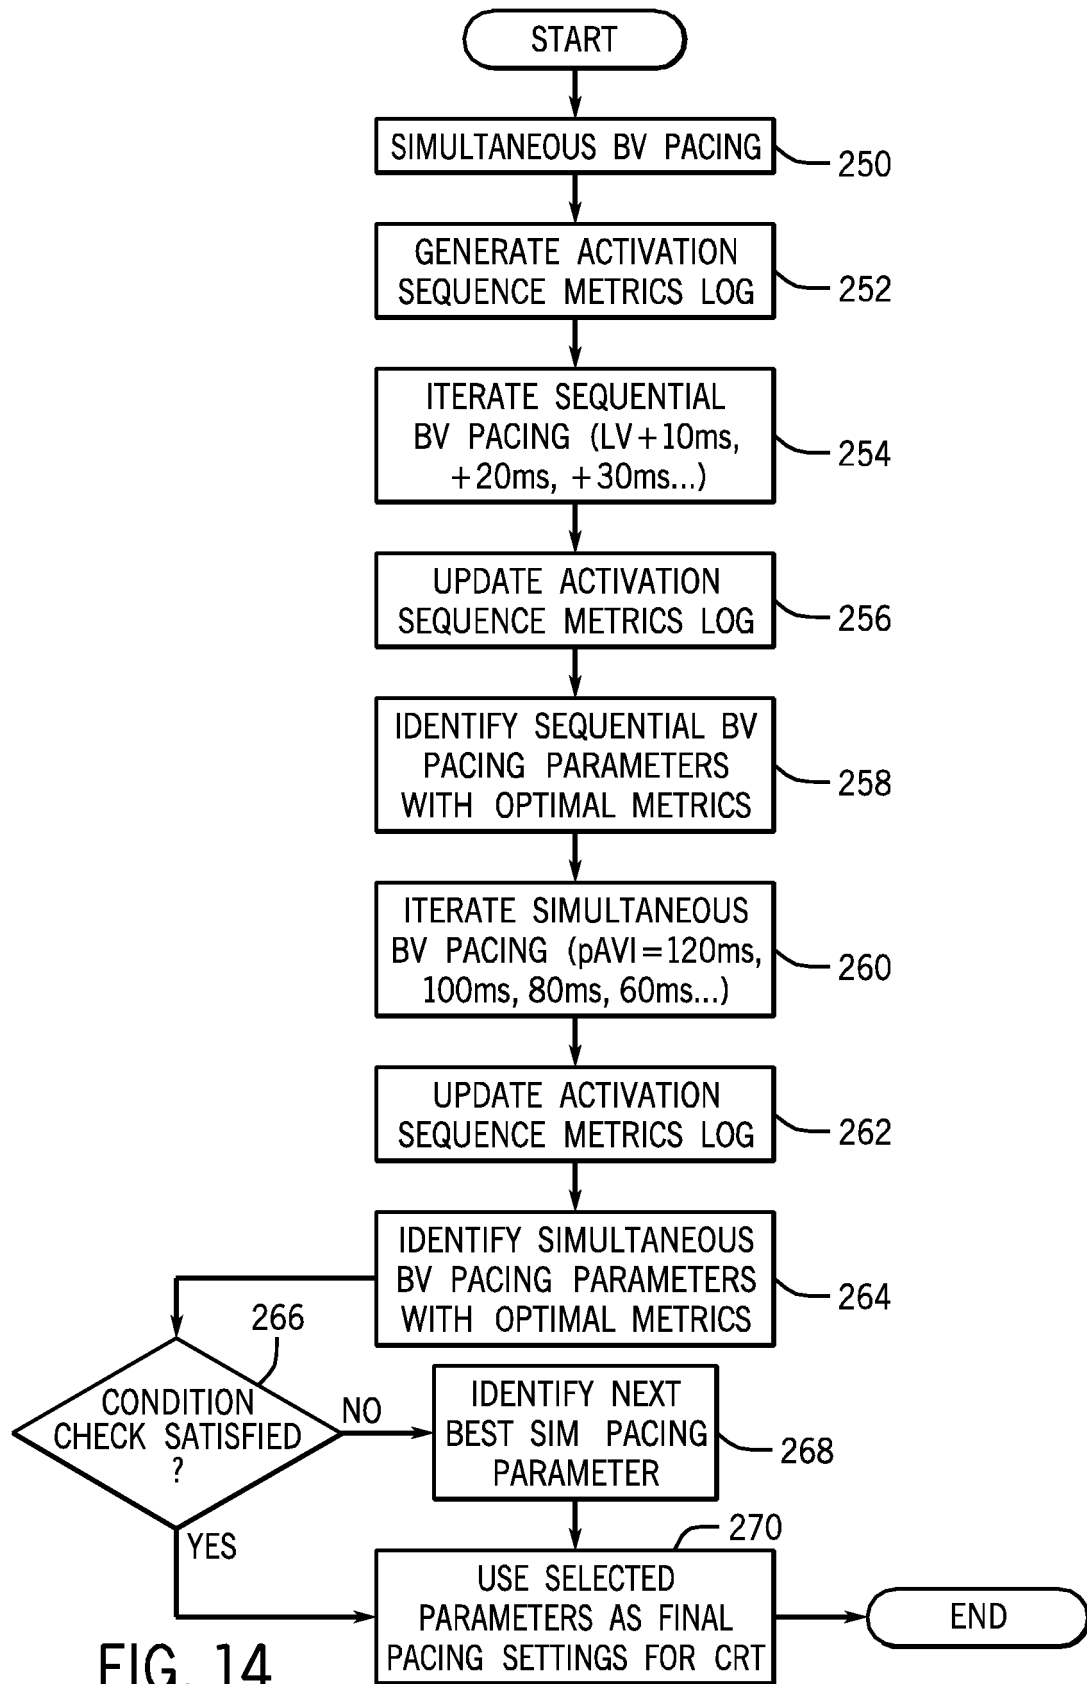 START
SIMULTANEOUS BV PACING
250
GENERATE ACTIVATION
SEQUENCE METRICS LOG
252
ITERATE SEQUENTIAL
BV PACING (LV+10ms,
+20ms, +30ms...)
254
UPDATE ACTIVATION
SEQUENCE METRICS LOG
256
IDENTIFY SEQUENTIAL BV
PACING PARAMETERS
WITH OPTIMAL METRICS
258
ITERATE SIMULTANEOUS
BV PACING (pAVI=120ms,
100ms, 80ms, 60ms...)
260
UPDATE ACTIVATION
SEQUENCE METRICS LOG
262
IDENTIFY SIMULTANEOUS
BV PACING PARAMETERS
WITH OPTIMAL METRICS
264
266
CONDITION
CHECK SATISFIED
?
NO
IDENTIFY NEXT
BEST SIM PACING
PARAMETER
268
YES
270
USE SELECTED
PARAMETERS AS FINAL
PACING SETTINGS FOR CRT
END
FIG. 14